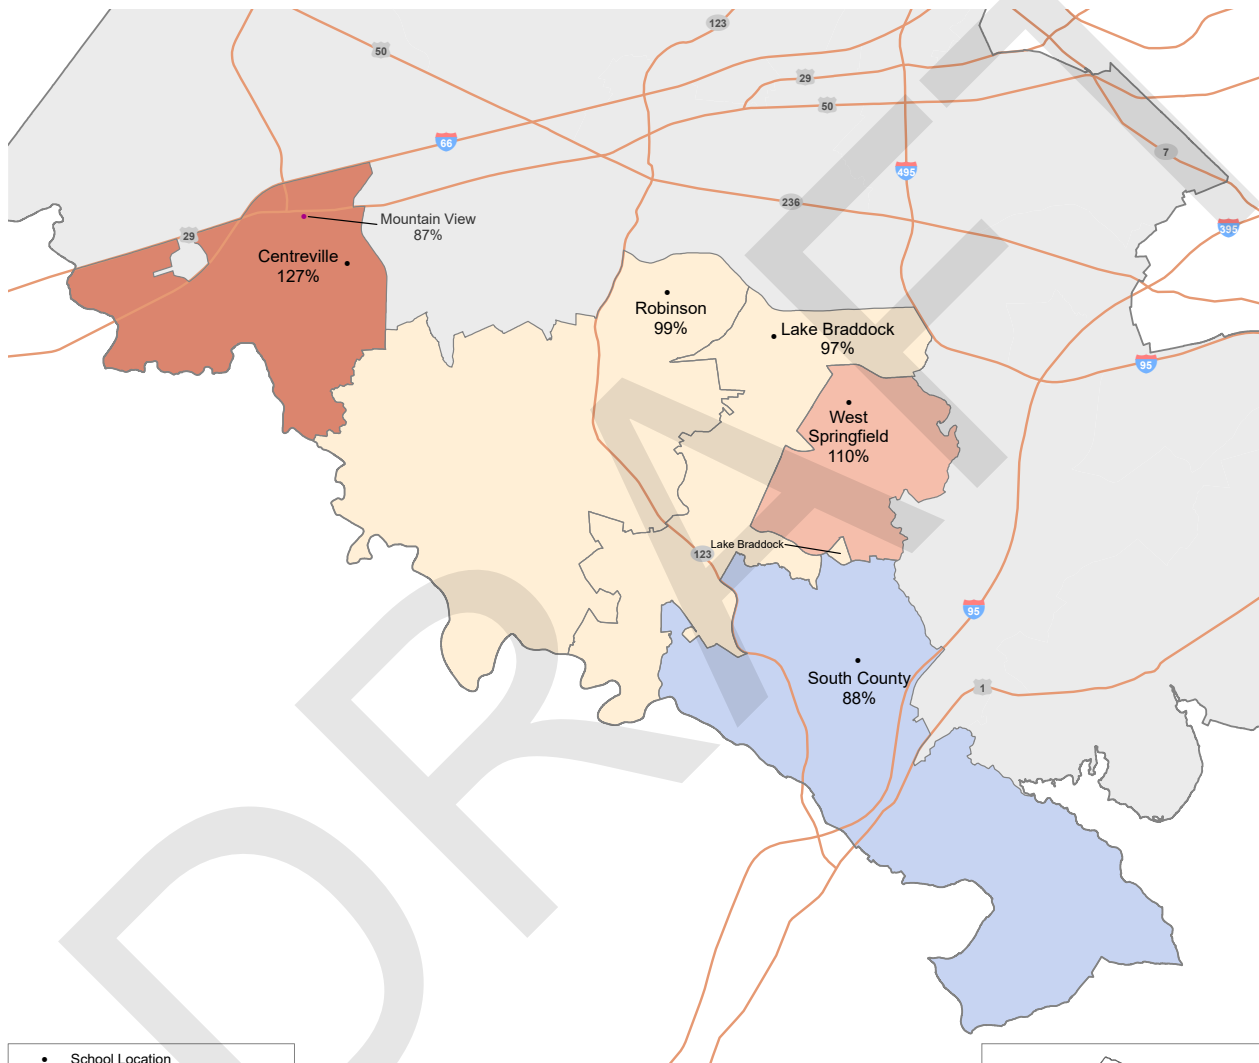 123
50
29
50
66
495
7
236
395
29
Mountain View
87%
Centreville
127%
Robinson
99%
Lake Braddock
97%
95
West
Springfield
110%
Lake Braddock
123
95
South County
88%
1
DRAFT
School Location